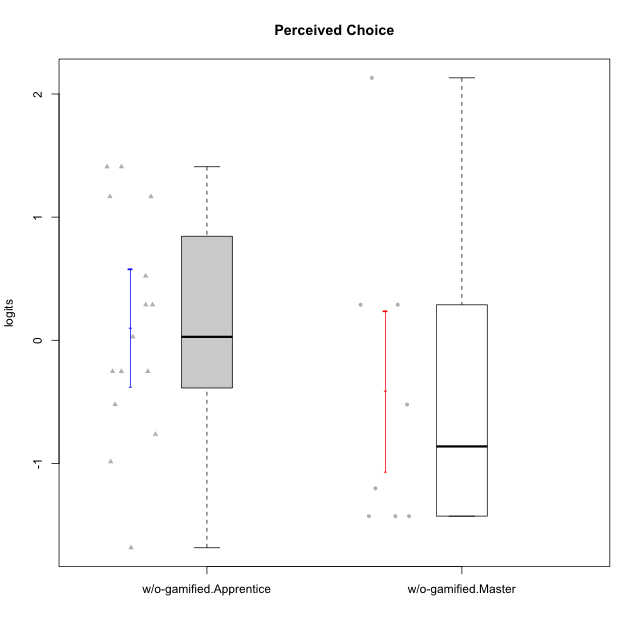 Perceived Choice
logits
2
1
0
-1
w/o-gamified.Apprentice
w/o-gamified.Master